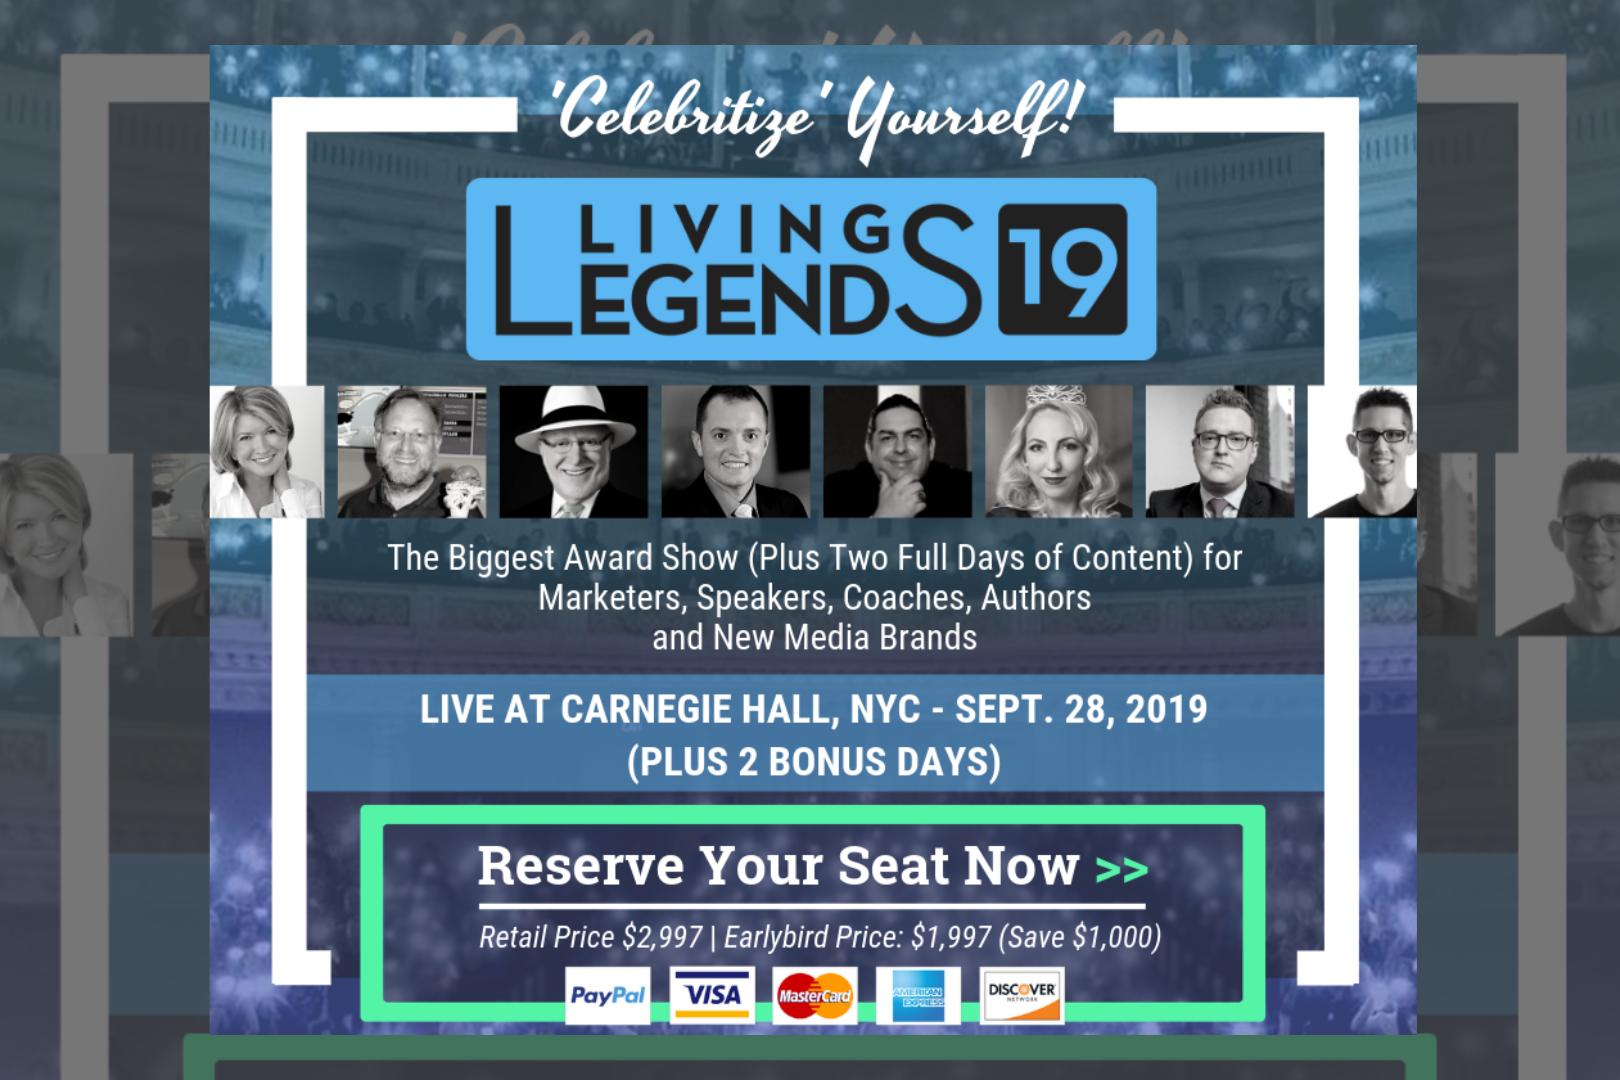 'Celebritize' Yourself!
LIVING
LEGENDS 19
The Biggest Award Show (Plus Two Full Days of Content) for
Marketers, Speakers, Coaches, Authors
and New Media Brands
LIVE AT CARNEGIE HALL, NYC - SEPT. 28, 2019
(PLUS 2 BONUS DAYS)
Reserve Your Seat Now >>
Retail Price $2,997 | Earlybird Price: $1,997 (Save $1,000)
PayPal VISA MasterCard AMERICAN EXPRESS DISCOVER NETWORK